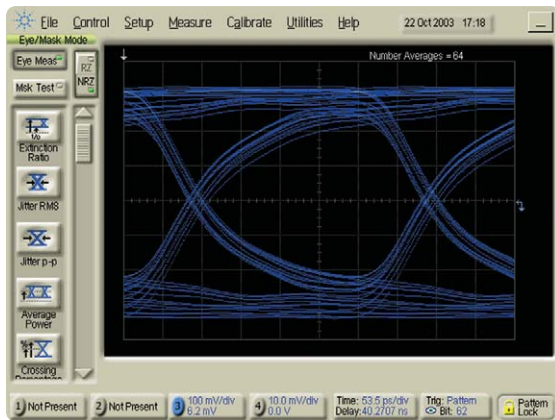 File Control Setup Measure Calibrate Utilities Help 22 Oct 2003 17:18
Eye/Mask Mode
Eye Meas
RZ
NRZ
Msk Test
Number Averages = 64
Extinction
Ratio
Jitter RMS
Jitter p-p
Average
Power
Crossing
1) Not Present
2) Not Present
3) 100 mV/div
6.2 mV
4) 10.0 mV/div
0.0 V
Time: 53.5 ps/div
Delay: 40.2707 ns
Trig: Pattern
Bit: 62
Pattern
Lock